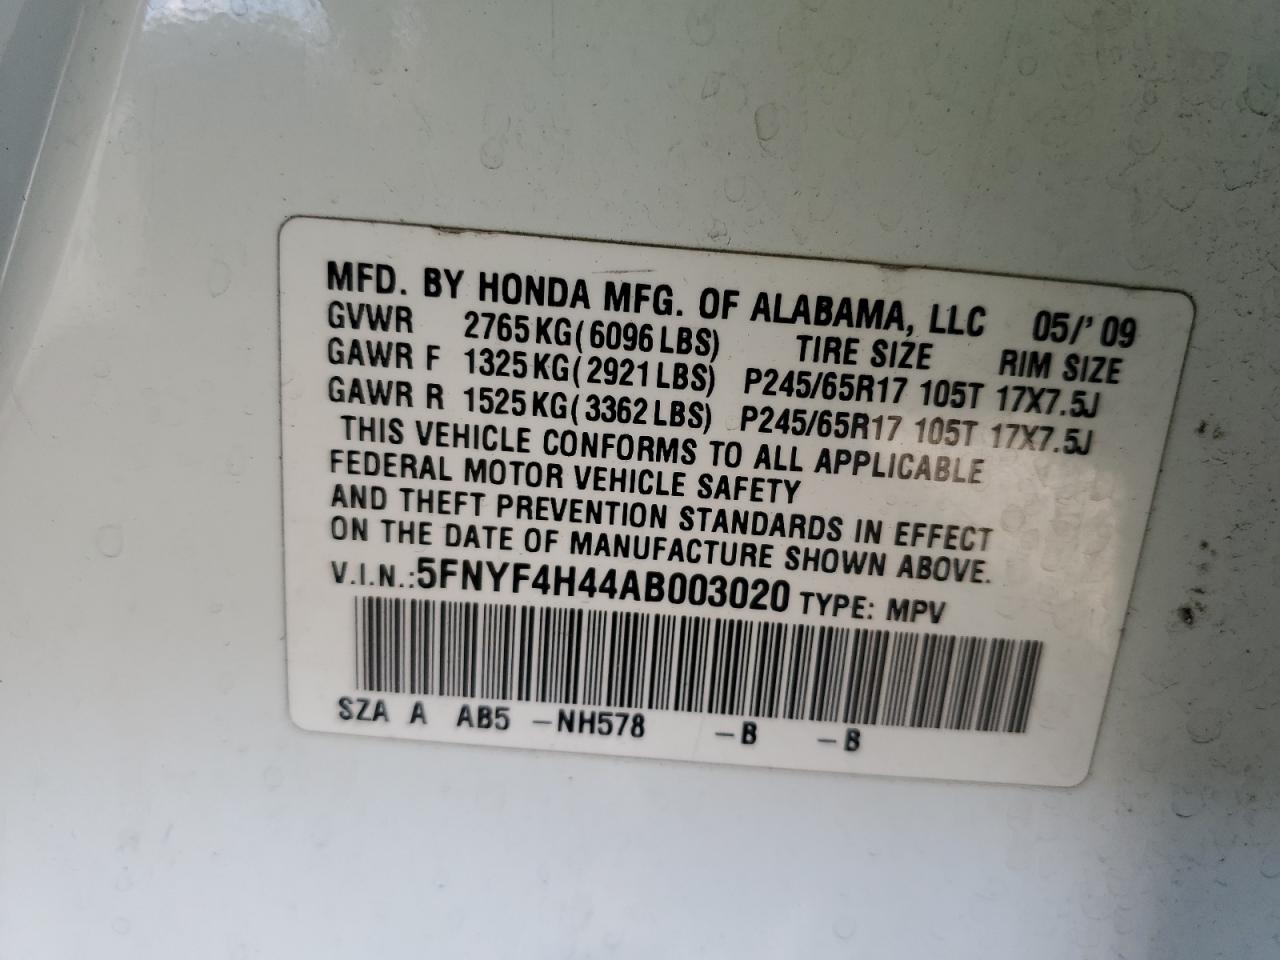 MFD. BY HONDA MFG. OF ALABAMA, LLC 05/'09
GVWR 2765KG(6096LBS) TIRE SIZE RIM SIZE
GAWR F 1325KG(2921LBS) P245/65R17 105T 17X7.5J
GAWR R 1525KG(3362LBS) P245/65R17 105T 17X7.5J
THIS VEHICLE CONFORMS TO ALL APPLICABLE
FEDERAL MOTOR VEHICLE SAFETY
AND THEFT PREVENTION STANDARDS IN EFFECT
ON THE DATE OF MANUFACTURE SHOWN ABOVE.
V.I.N.:5FNYF4H44AB003020 TYPE: MPV
SZA A AB5 -NH578 -B -B